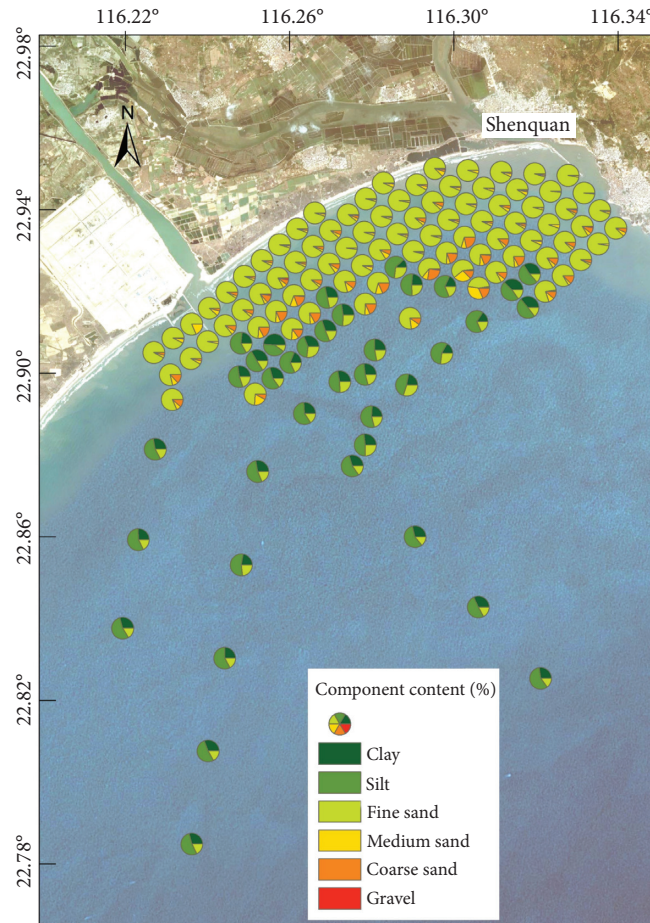 116.22° 116.26° 116.30° 116.34°
22.98°
N
Shenquan
22.94°
22.90°
22.86°
22.82°
22.78°
Component content (%)
Clay
Silt
Fine sand
Medium sand
Coarse sand
Gravel